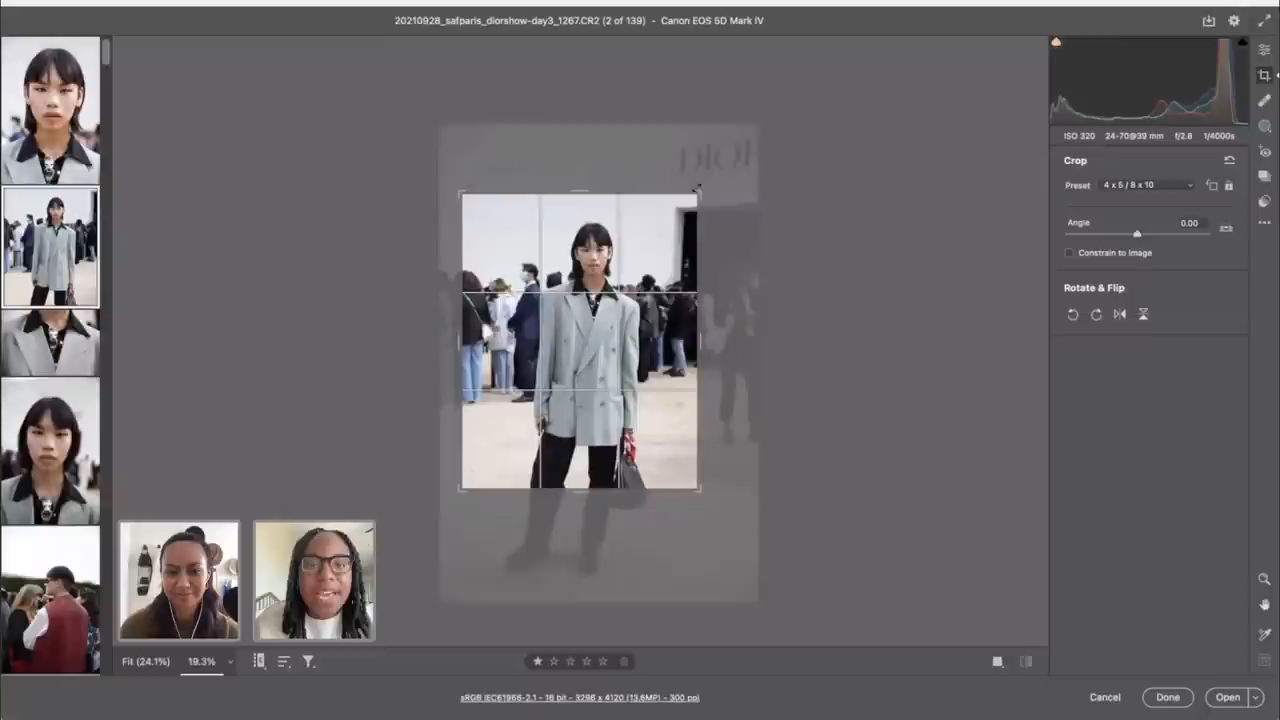 20210928_safparis_diorshow-day3_1267.CR2 (2 of 139) - Canon EOS 5D Mark IV
ISO 320 24-70@39 mm f/2.8 1/4000s
Crop
Preset 4 x 5 / 8 x 10
Angle 0.00
Constrain to Image
Rotate & Flip
Fit (24.1%) 19.3%
sRGB IEC61966-2.1 - 16 bit - 3296 x 4120 (13.6MP) - 300 ppi
Cancel Done Open